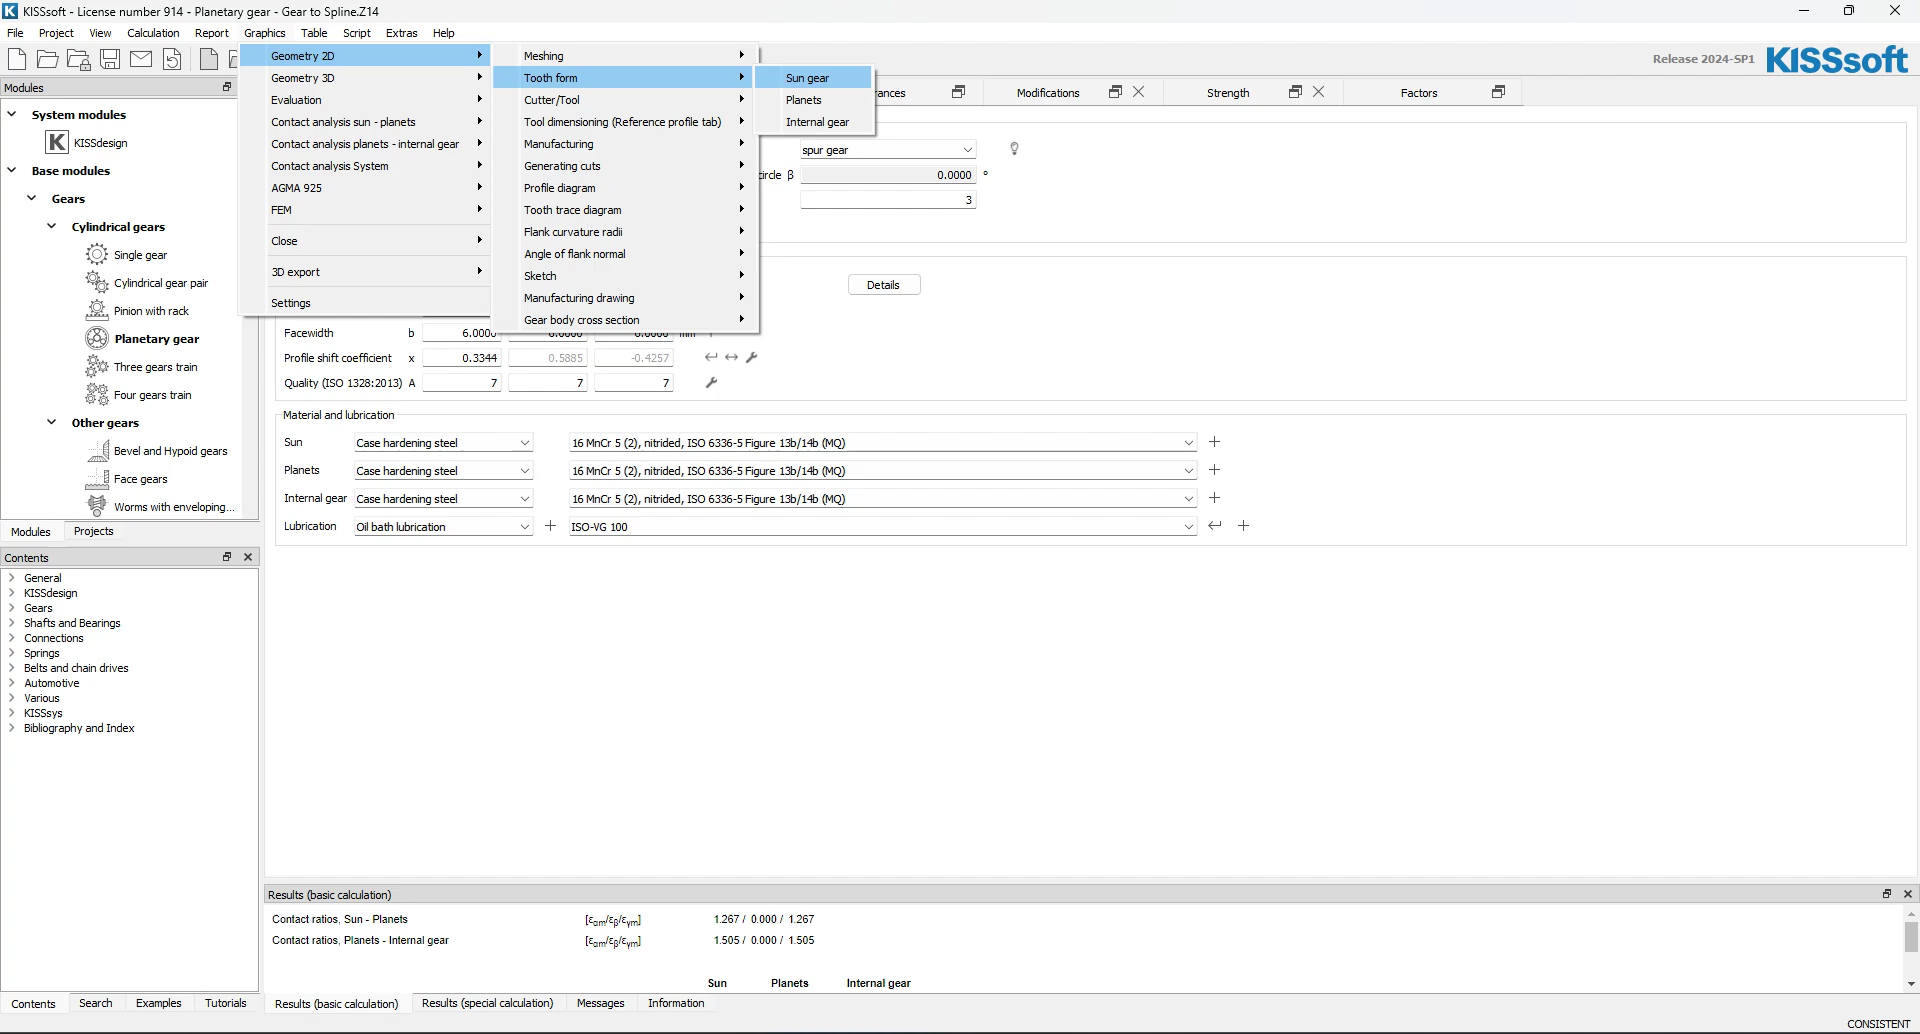 KISSsoft - License number 914 - Planetary gear - Gear to Spline.Z14
File Project View Calculation Report Graphics Table Script Extras Help
Release 2024-SP1 KISSsoft
Modules
System modules
KISSdesign
Base modules
Gears
Cylindrical gears
Single gear
Cylindrical gear pair
Pinion with rack
Planetary gear
Three gears train
Four gears train
Other gears
Bevel and Hypoid gears
Face gears
Worms with enveloping...
Modules Projects
Contents
General
KISSdesign
Gears
Shafts and Bearings
Connections
Springs
Belts and chain drives
Automotive
Various
KISSsys
Bibliography and Index
Contents Search Examples Tutorials
Geometry 2D
Geometry 3D
Evaluation
Contact analysis sun - planets
Contact analysis planets - internal gear
Contact analysis System
AGMA 925
FEM
Close
3D export
Settings
Meshing
Tooth form
Cutter/Tool
Tool dimensioning (Reference profile tab)
Manufacturing
Generating cuts
Profile diagram
Tooth trace diagram
Flank curvature radii
Angle of flank normal
Sketch
Manufacturing drawing
Gear body cross section
Sun gear
Planets
Internal gear
rances Modifications Strength Factors
spur gear
circle β 0.0000 °
3
Details
Facewidth b 6.0000 6.0000 6.0000 mm
Profile shift coefficient x 0.3344 0.5885 -0.4257
Quality (ISO 1328:2013) A 7 7 7
Material and lubrication
Sun Case hardening steel 16 MnCr 5 (2), nitrided, ISO 6336-5 Figure 13b/14b (MQ)
Planets Case hardening steel 16 MnCr 5 (2), nitrided, ISO 6336-5 Figure 13b/14b (MQ)
Internal gear Case hardening steel 16 MnCr 5 (2), nitrided, ISO 6336-5 Figure 13b/14b (MQ)
Lubrication Oil bath lubrication ISO-VG 100
Results (basic calculation)
Contact ratios, Sun - Planets [εαm/εβ/εγm] 1.267 / 0.000 / 1.267
Contact ratios, Planets - Internal gear [εαm/εβ/εγm] 1.505 / 0.000 / 1.505
Sun Planets Internal gear
Results (basic calculation) Results (special calculation) Messages Information
CONSISTENT